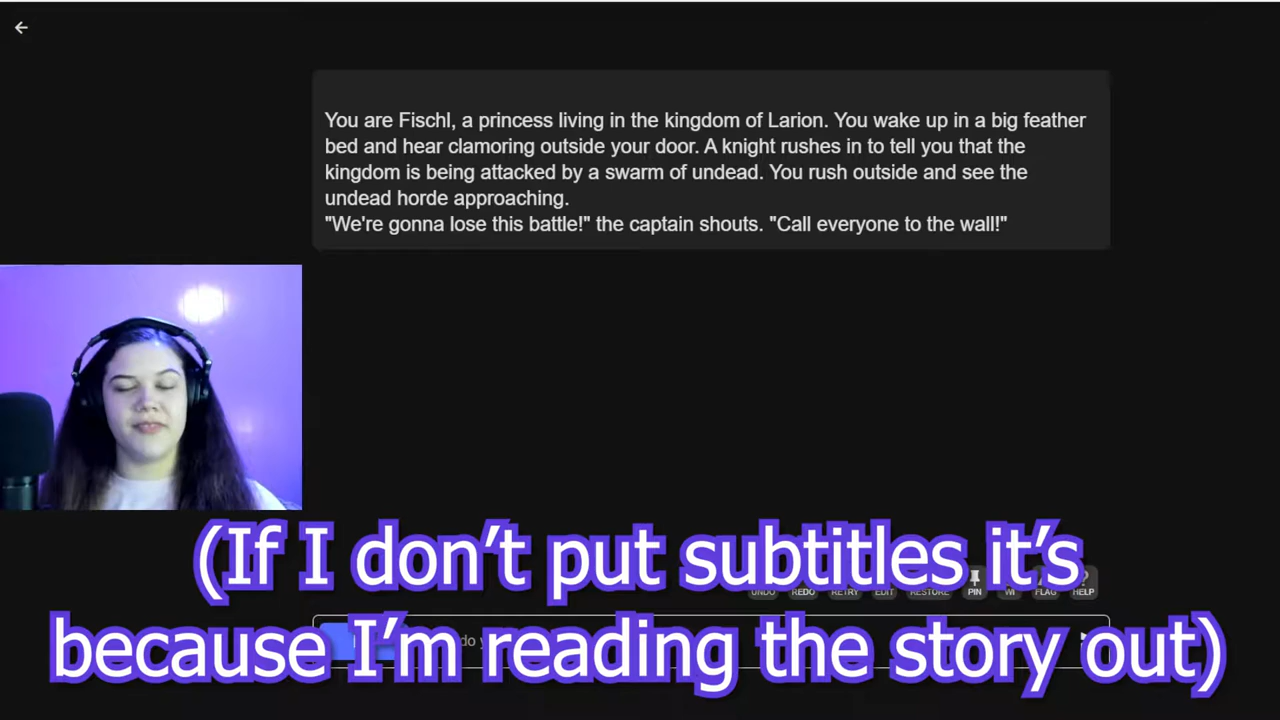 You are Fischl, a princess living in the kingdom of Larion. You wake up in a big feather
bed and hear clamoring outside your door. A knight rushes in to tell you that the
kingdom is being attacked by a swarm of undead. You rush outside and see the
undead horde approaching.
"We're gonna lose this battle!" the captain shouts. "Call everyone to the wall!"
(If I don't put subtitles it's
UNDO REDO RETRY EDIT RESTORE PIN WI FLAG HELP
because I'm reading the story out)